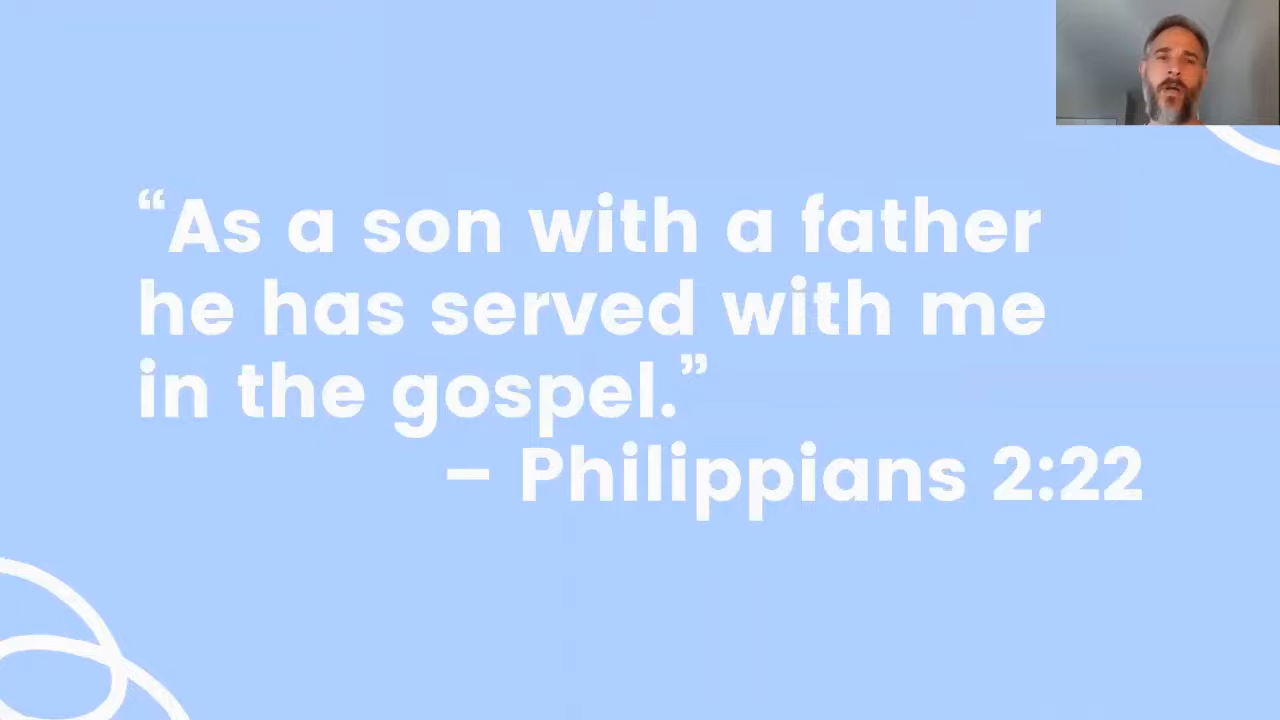 “As a son with a father
he has served with me
in the gospel.”
– Philippians 2:22